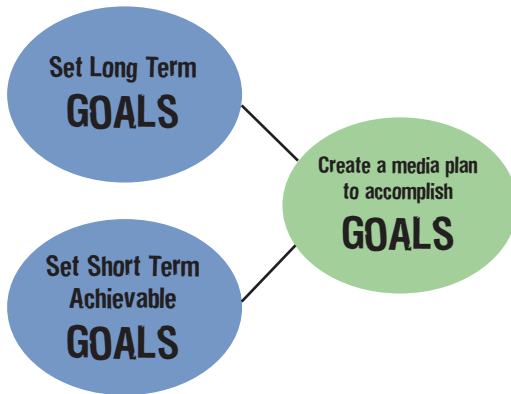 Set Long Term
GOALS
Create a media plan
to accomplish
GOALS
Set Short Term
Achievable
GOALS